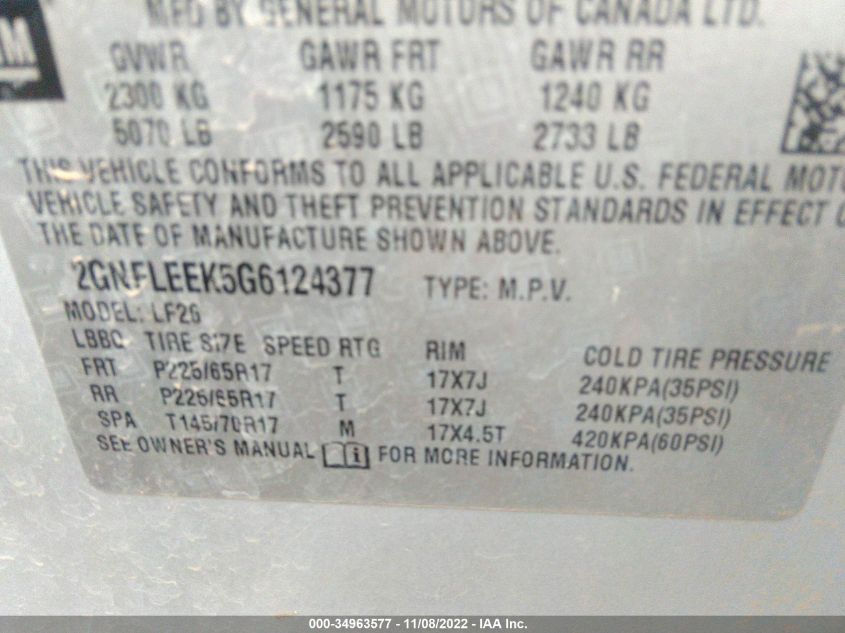 MFD BY GENERAL MOTORS OF CANADA LTD.
GM
GVWR GAWR FRT GAWR RR
2300 KG 1175 KG 1240 KG
5070 LB 2590 LB 2733 LB
THIS VEHICLE CONFORMS TO ALL APPLICABLE U.S. FEDERAL MOTO
VEHICLE SAFETY AND THEFT PREVENTION STANDARDS IN EFFECT O
THE DATE OF MANUFACTURE SHOWN ABOVE.
2GNFLEEK5G6124377 TYPE: M.P.V.
MODEL: LF26
LBBO TIRE SIZE SPEED RTG RIM COLD TIRE PRESSURE
FRT P225/65R17 T 17X7J 240KPA(35PSI)
RR P225/65R17 T 17X7J 240KPA(35PSI)
SPA T145/70R17 M 17X4.5T 420KPA(60PSI)
SEE OWNER'S MANUAL i FOR MORE INFORMATION.
000-34963577 - 11/08/2022 - IAA Inc.